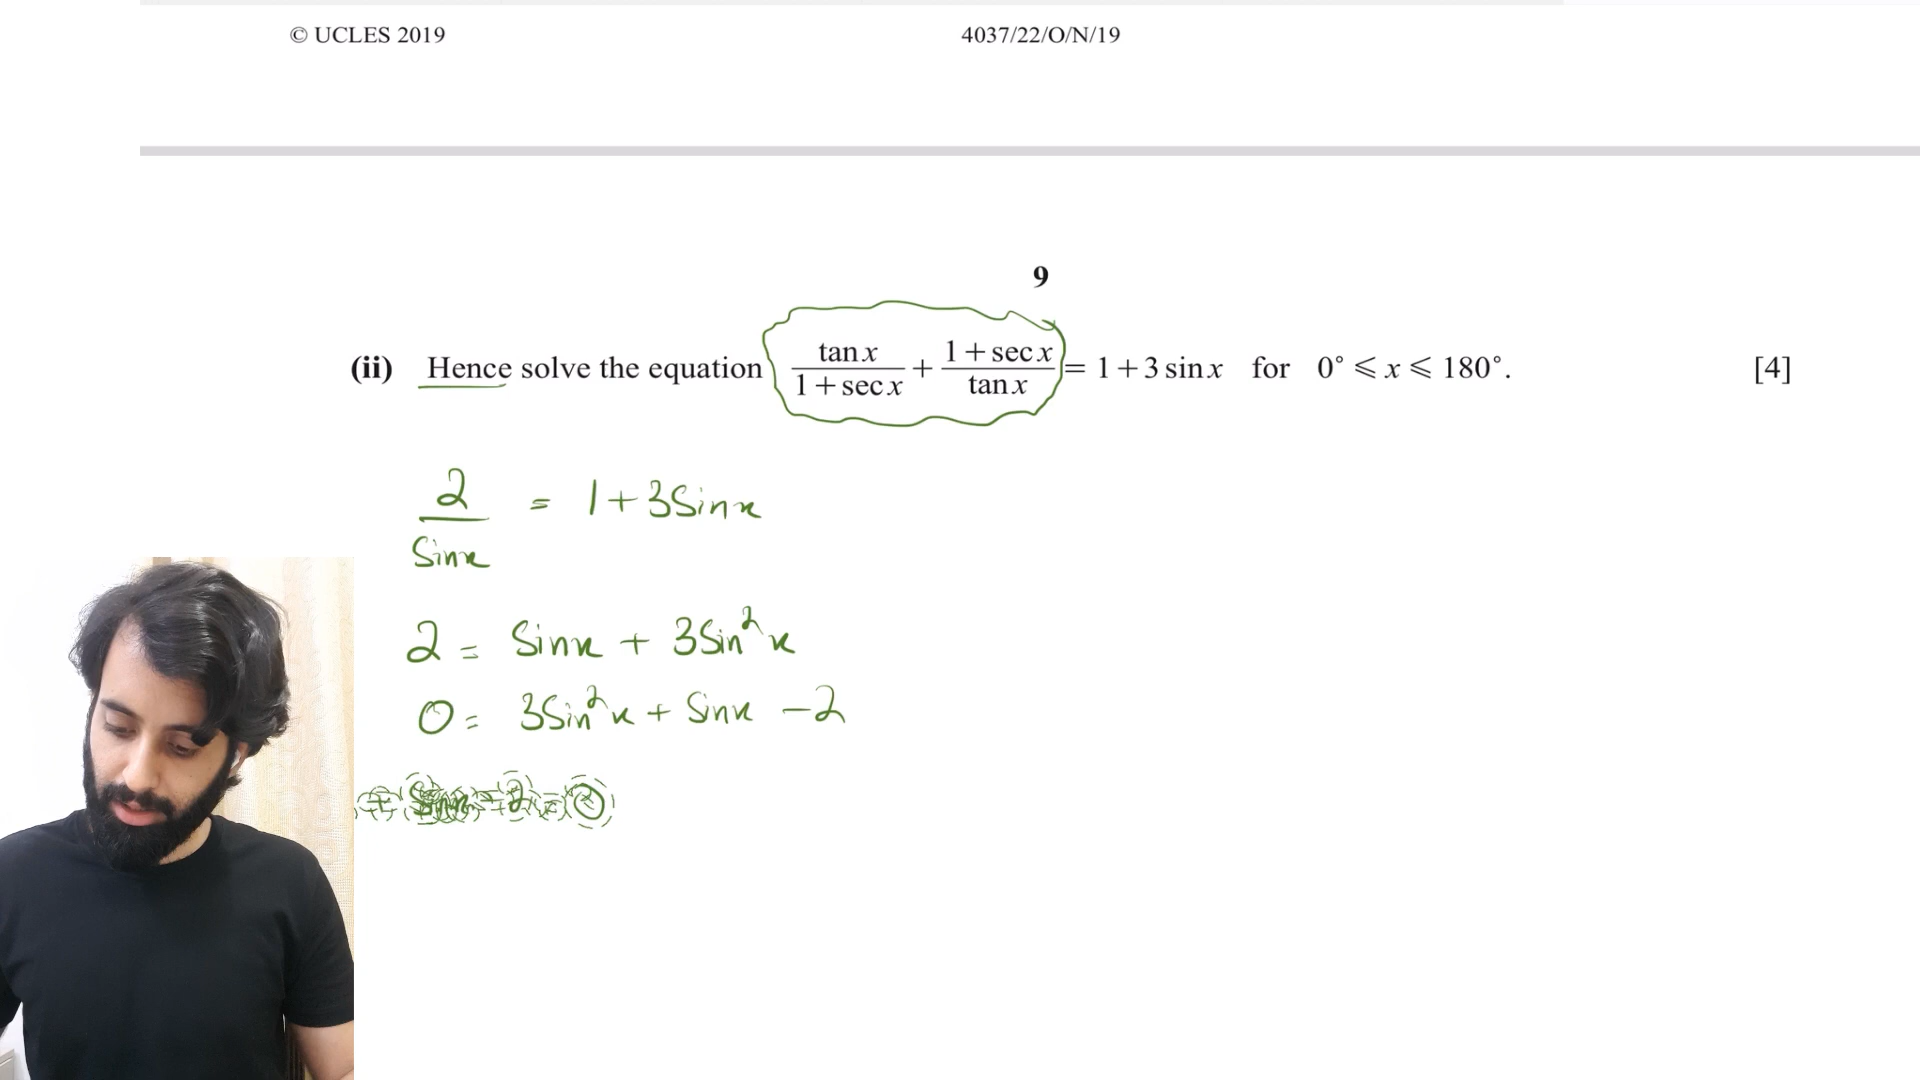 © UCLES 2019 4037/22/O/N/19
9
(ii) Hence solve the equation tan x / 1 + sec x + 1 + sec x / tan x = 1 + 3 sin x for 0° ⩽ x ⩽ 180°. [4]
2 / Sinx = 1 + 3Sinx
2 = Sinx + 3Sin²x
0 = 3Sin²x + Sinx - 2